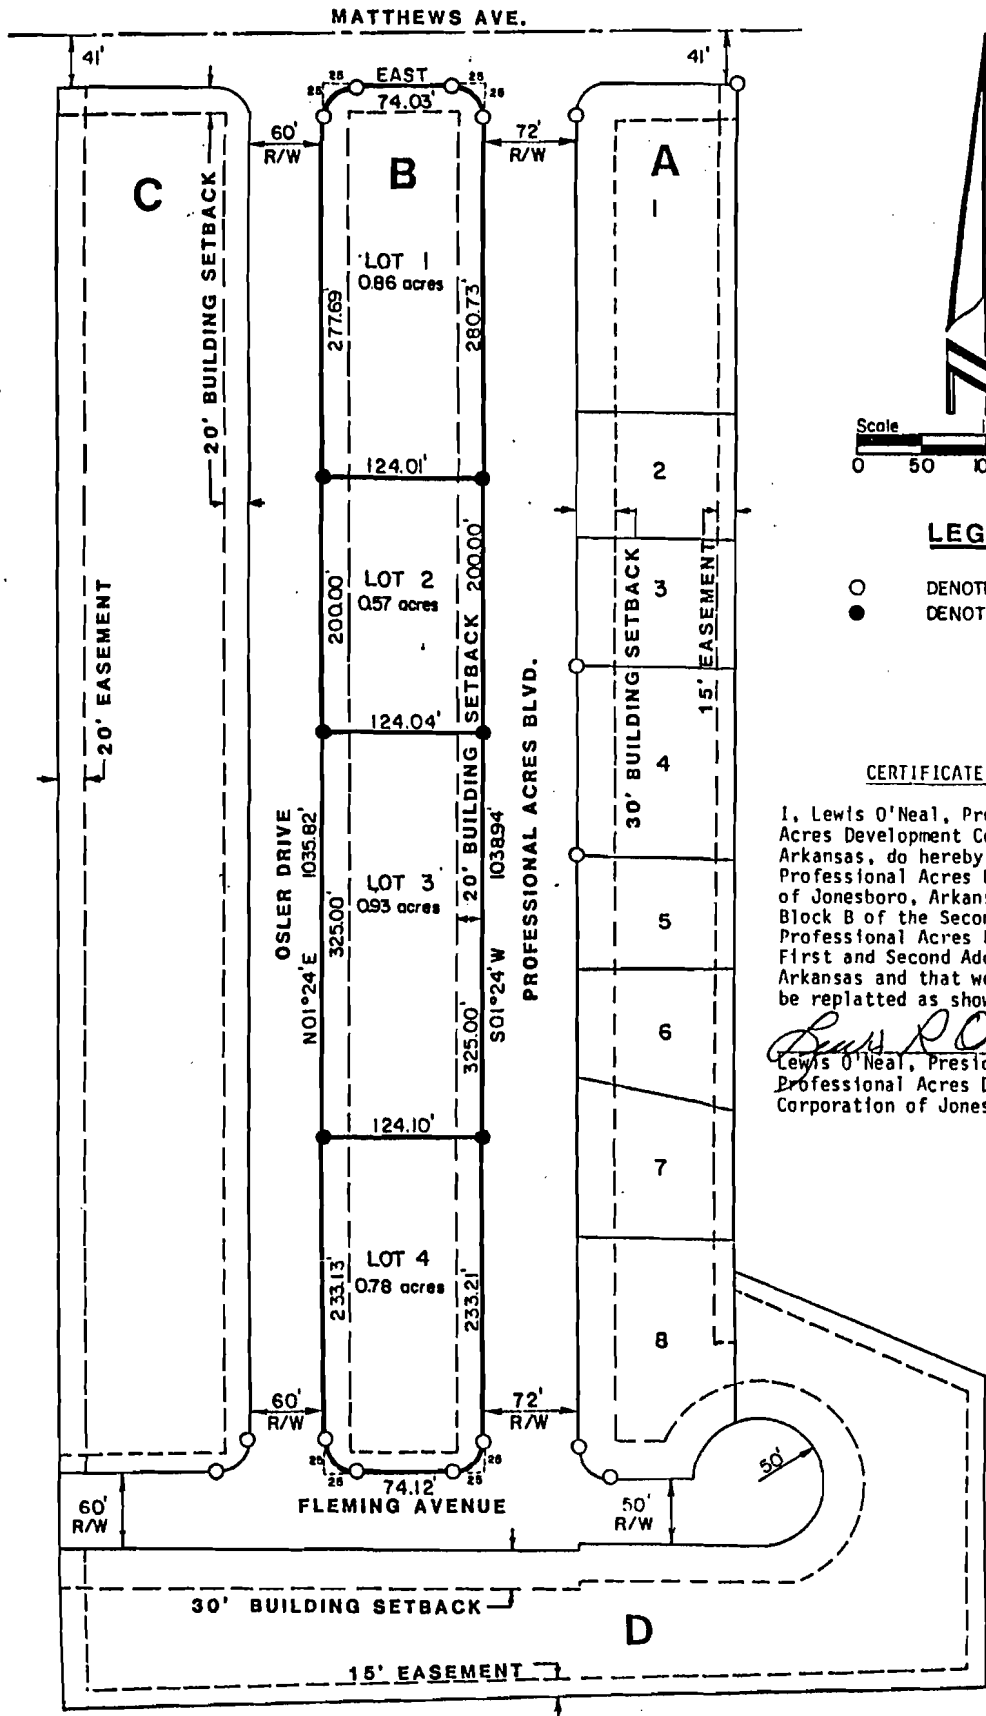 MATTHEWS AVE.
41'
41'
25
25
EAST
25
25
74.03'
60'
R/W
72'
R/W
C
B
A
1
20' BUILDING SETBACK
LOT 1
0.86 acres
277.69'
280.73'
Scale
0 50
124.01'
2
LOT 2
0.57 acres
200.00'
200.00'
3
20' EASEMENT
30' BUILDING SETBACK
15' EASEMENT
20' BUILDING SETBACK
PROFESSIONAL ACRES BLVD.
124.04'
4
OSLER DRIVE
1035.82'
1038.94'
LOT 3
0.93 acres
325.00'
325.00'
N01°24'E
S01°24'W
5
6
124.10'
7
LOT 4
0.78 acres
233.13'
233.21'
8
60'
R/W
72'
R/W
25
25
25
25
74.12'
FLEMING AVENUE
60'
R/W
50'
R/W
50'
30' BUILDING SETBACK
D
15' EASEMENT
LEG
DENOT
DENOT
CERTIFICATE
I, Lewis O'Neal, Pre
Acres Development Co
Arkansas, do hereby
Professional Acres
of Jonesboro, Arkans
Block B of the Secon
Professional Acres
First and Second Add
Arkansas and that we
be replatted as show
Lewis O'Neal, Presid
Professional Acres D
Corporation of Jones